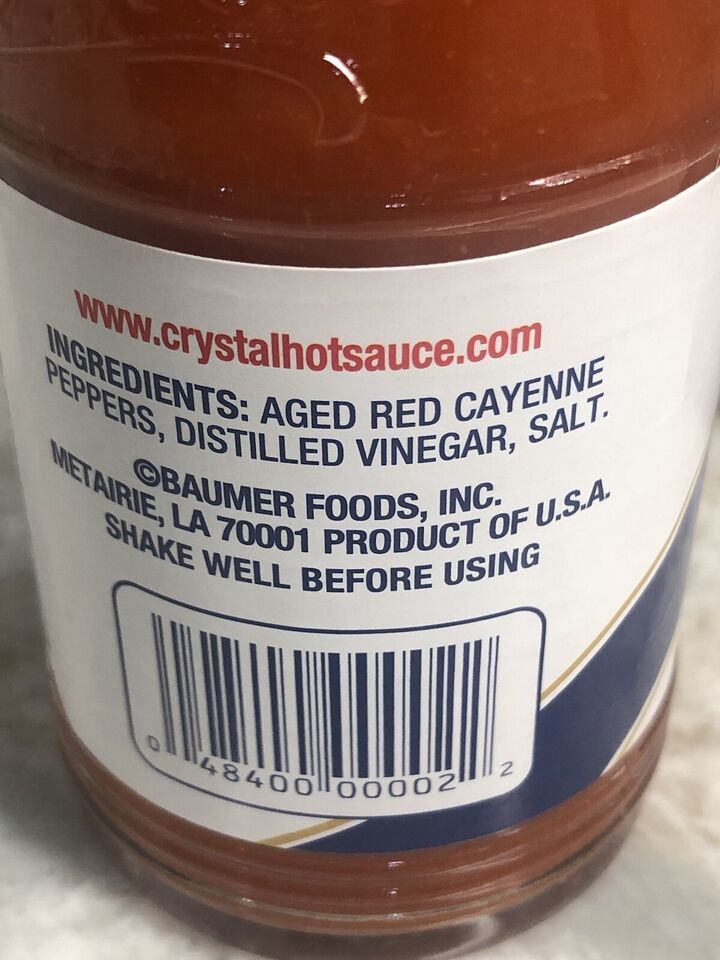 www.crystalhotsauce.com
INGREDIENTS: AGED RED CAYENNE
PEPPERS, DISTILLED VINEGAR, SALT.
©BAUMER FOODS, INC.
METAIRIE, LA 70001 PRODUCT OF U.S.A.
SHAKE WELL BEFORE USING
0 48400 00002 2